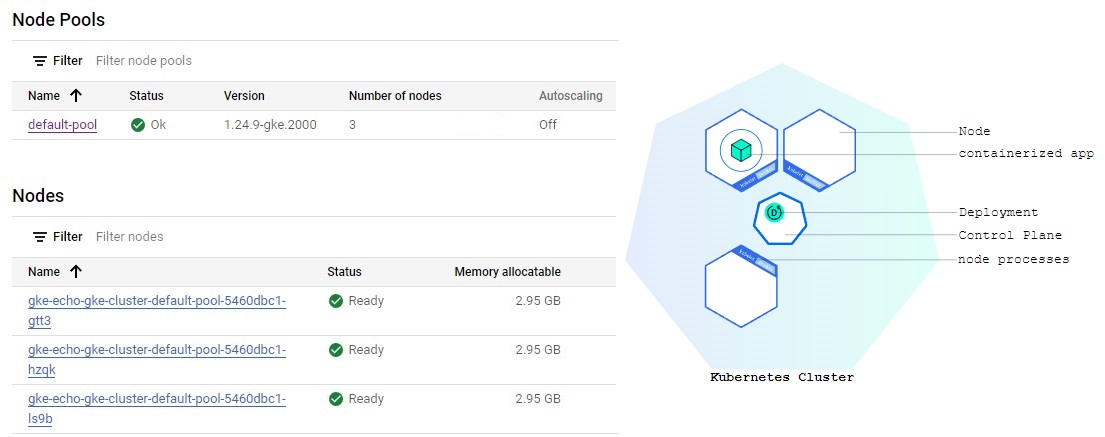 Node Pools
Filter Filter node pools
Name Status Version Number of nodes Autoscaling
default-pool Ok 1.24.9-gke.2000 3 Off
Nodes
Filter Filter nodes
Name Status Memory allocatable
gke-echo-gke-cluster-default-pool-5460dbc1-
gtt3
Ready 2.95 GB
gke-echo-gke-cluster-default-pool-5460dbc1-
hzqk
Ready 2.95 GB
gke-echo-gke-cluster-default-pool-5460dbc1-
ls9b
Ready 2.95 GB
Node
containerized app
Deployment
Control Plane
node processes
D
Kubernetes Cluster